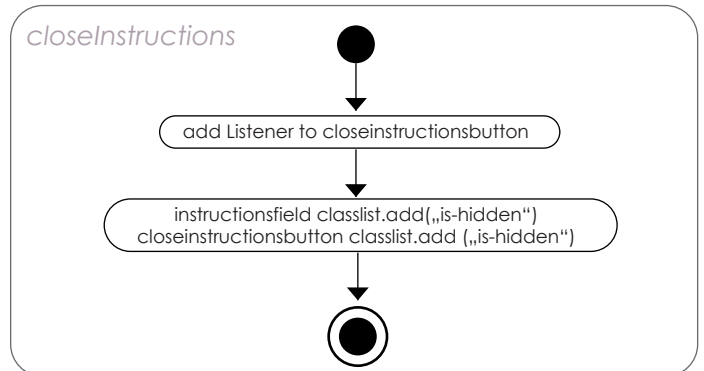 closeInstructions
add Listener to closeinstructionsbutton
instructionsfield classlist.add(„is-hidden“)
closeinstructionsbutton classlist.add („is-hidden“)